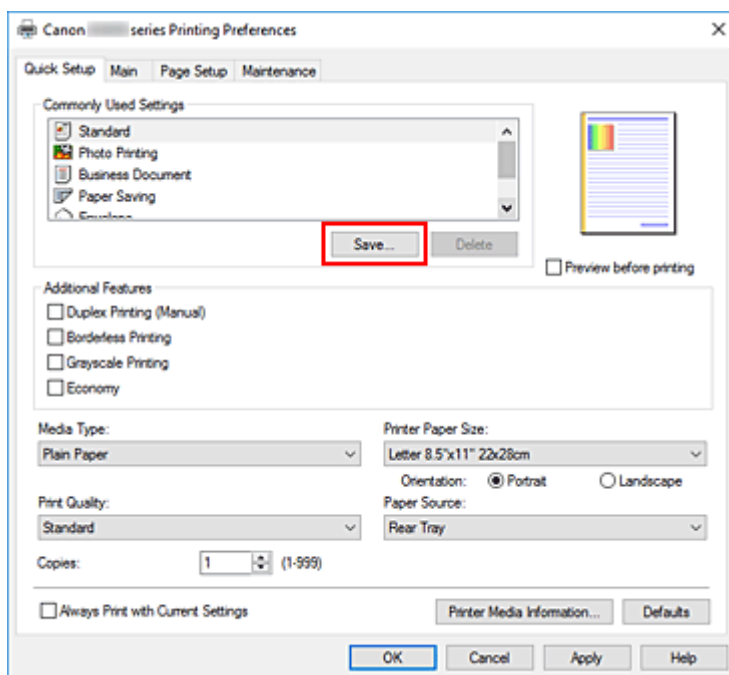 Canon series Printing Preferences
Quick Setup Main Page Setup Maintenance
Commonly Used Settings
Standard
Photo Printing
Business Document
Paper Saving
Envelope
Save... Delete
Preview before printing
Additional Features
Duplex Printing (Manual)
Borderless Printing
Grayscale Printing
Economy
Media Type: Printer Paper Size:
Plain Paper Letter 8.5"x11" 22x28cm
Orientation: Portrait Landscape
Print Quality: Paper Source:
Standard Rear Tray
Copies: 1 (1-999)
Always Print with Current Settings Printer Media Information... Defaults
OK Cancel Apply Help